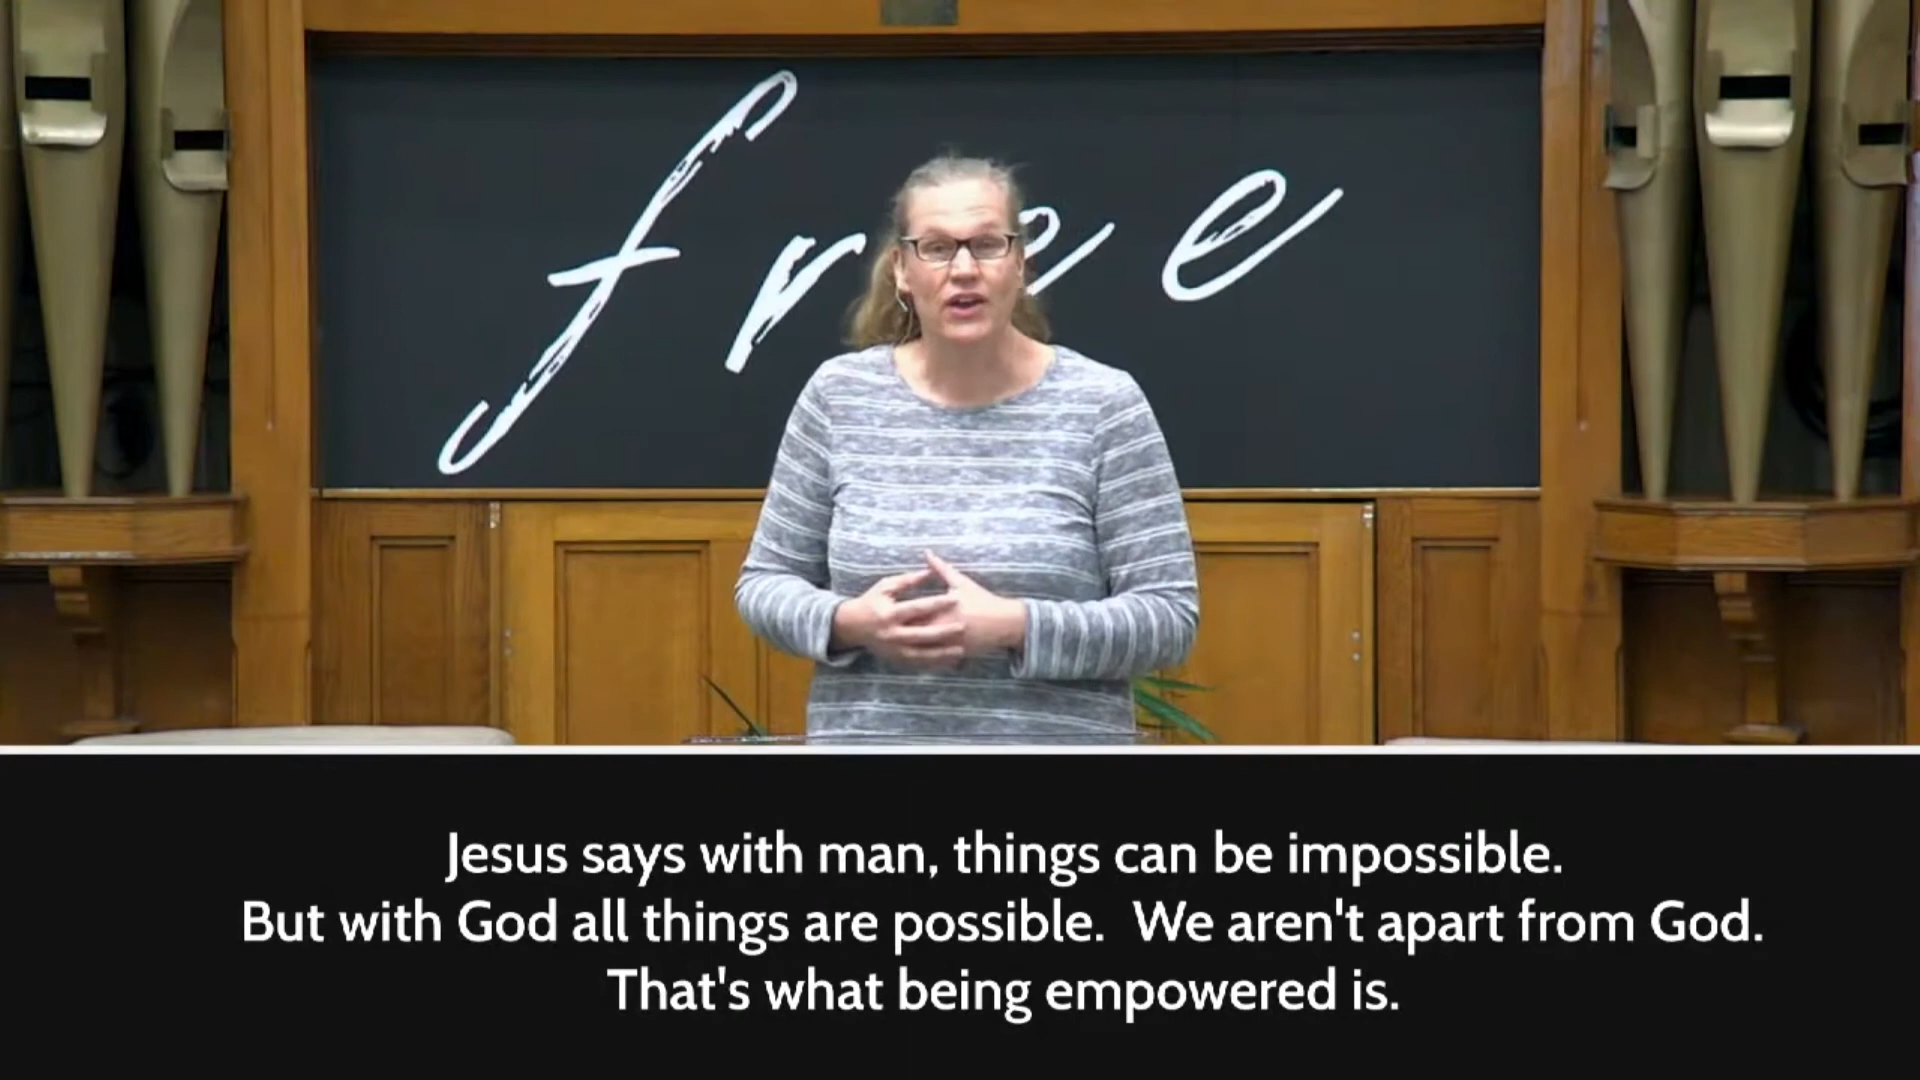 free
Jesus says with man, things can be impossible.
But with God all things are possible.  We aren't apart from God.
That's what being empowered is.